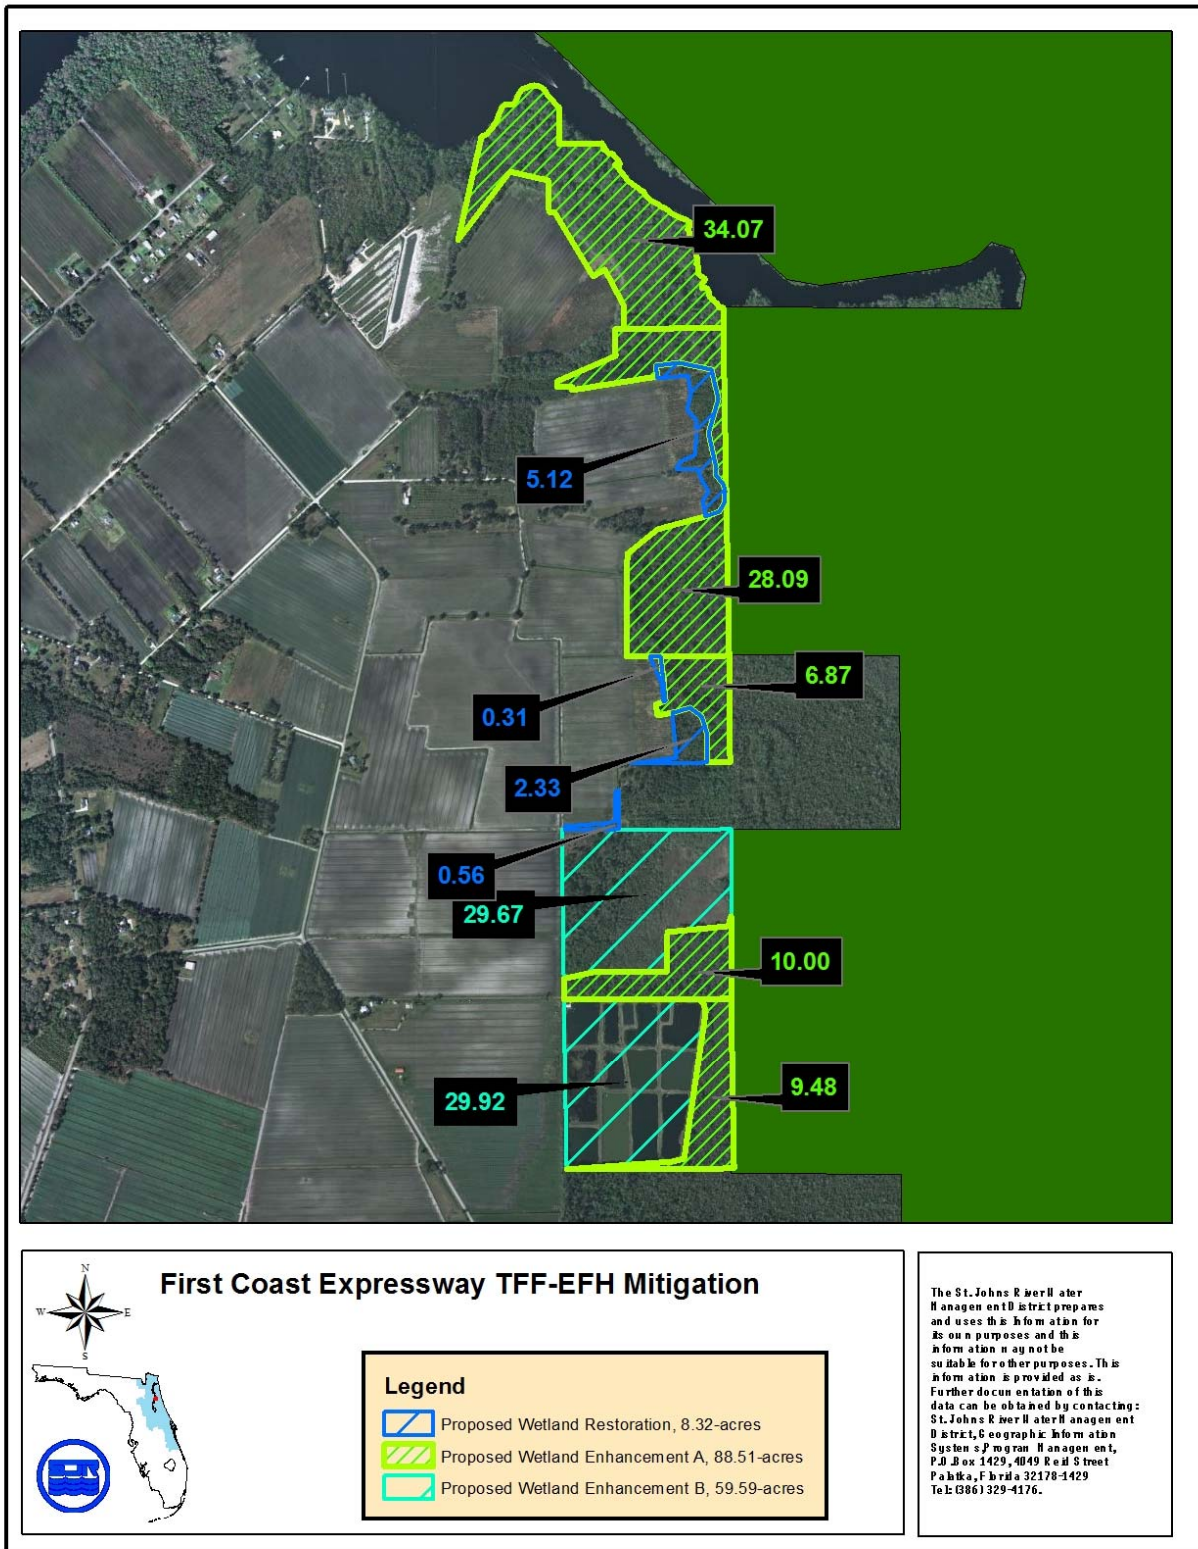 34.07
5.12
28.09
6.87
0.31
2.33
0.56
29.67
10.00
29.92
9.48
N
W E
S
First Coast Expressway TFF-EFH Mitigation
Legend
Proposed Wetland Restoration, 8.32-acres
Proposed Wetland Enhancement A, 88.51-acres
Proposed Wetland Enhancement B, 59.59-acres
The St. Johns River Water
Management District prepares
and uses this information for
its own purposes and this
information may not be
suitable for other purposes. This
information is provided as is.
Further documentation of this
data can be obtained by contacting:
St. Johns River Water Management
District, Geographic Information
Systems, Program Management,
P.O. Box 1429, 4049 Reid Street
Palatka, Florida 32178-1429
Tel: (386) 329-4176.